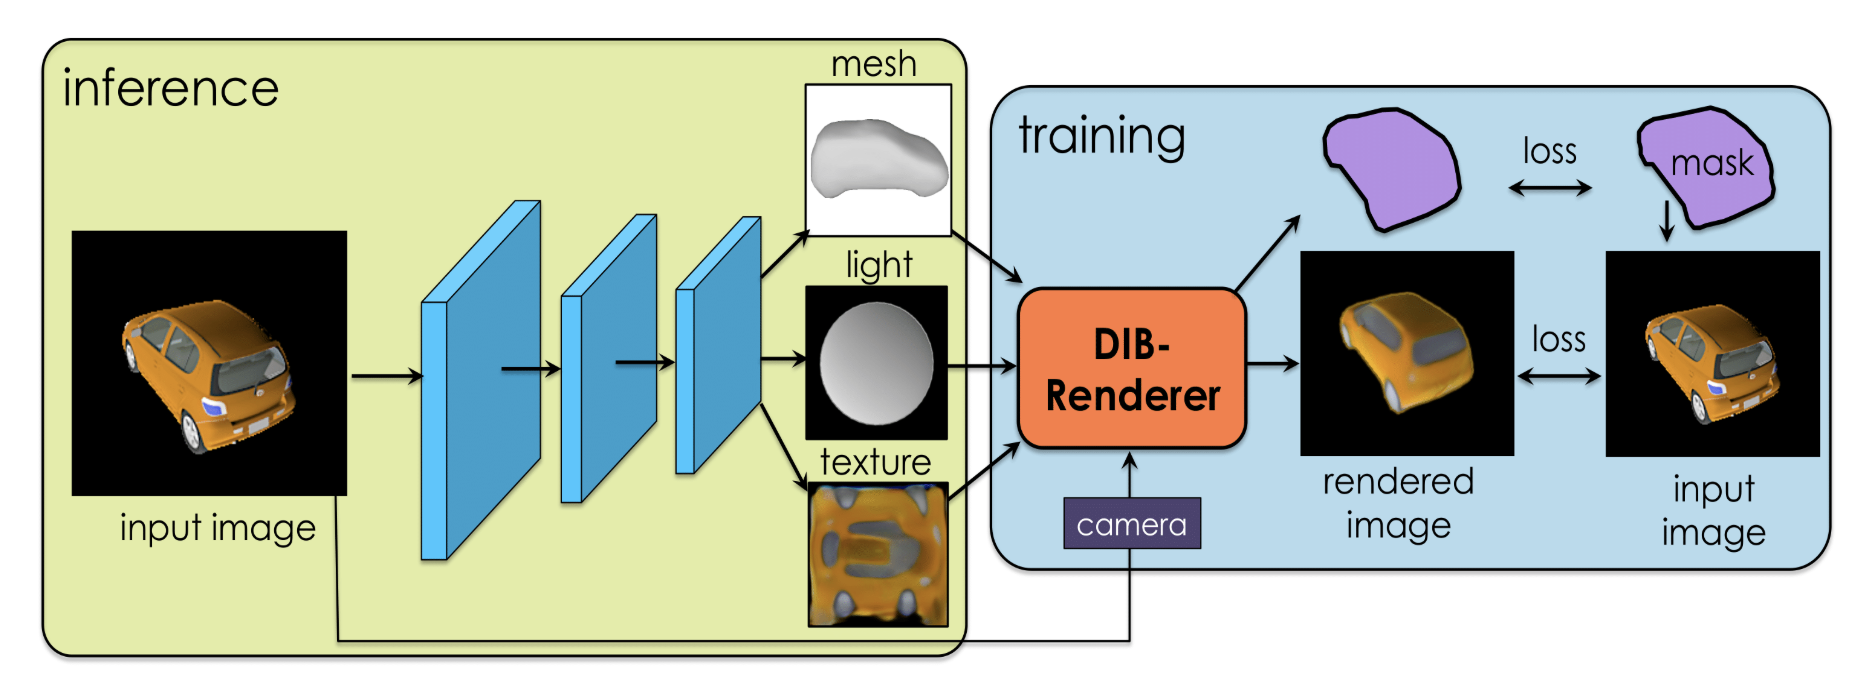 inference
input image
mesh
light
texture
training
DIB-
Renderer
camera
loss
mask
loss
rendered
image
input
image